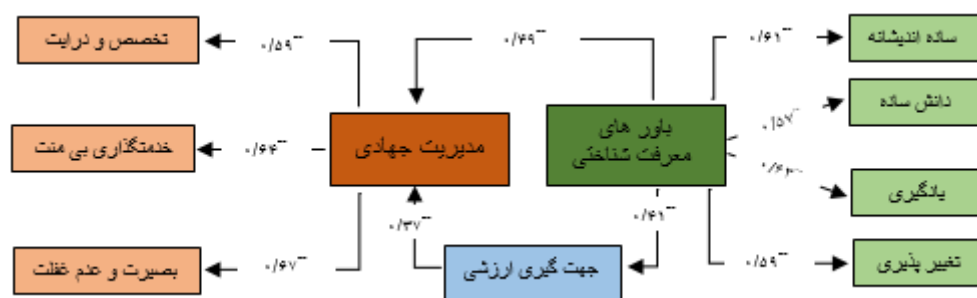 تخصص و درایت
۰/۵۹**
۰/۴۹**
۰/۶۱**
ساده اندیشانه
دانش ساده
۰/۵۷**
خدمتگذاری بی منت
۰/۶۴**
مدیریت جهادی
باور های
معرفت شناختی
یادگیری
بصیرت و عدم غفلت
۰/۶۷**
۰/۳۷**
جهت گیری ارزشی
۰/۵۹**
تغییر پذیری